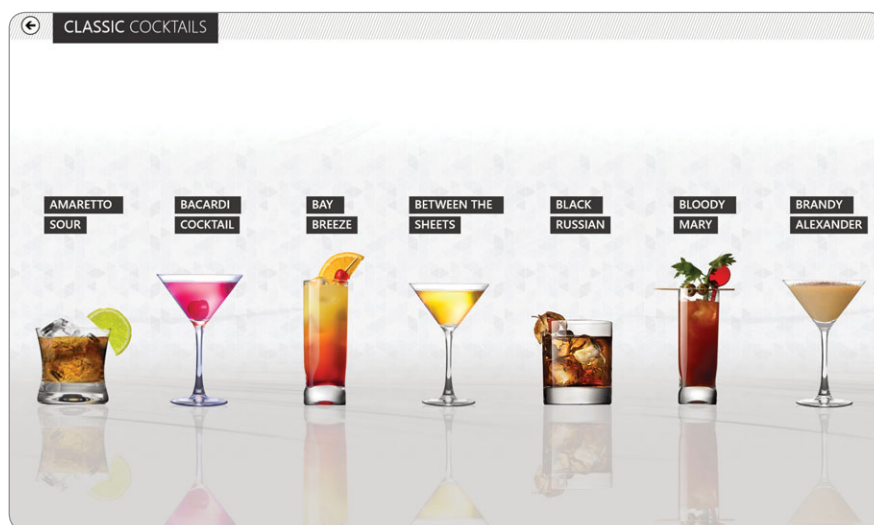 CLASSIC COCKTAILS
AMARETTO
SOUR
BACARDI
COCKTAIL
BAY
BREEZE
BETWEEN THE
SHEETS
BLACK
RUSSIAN
BLOODY
MARY
BRANDY
ALEXANDER